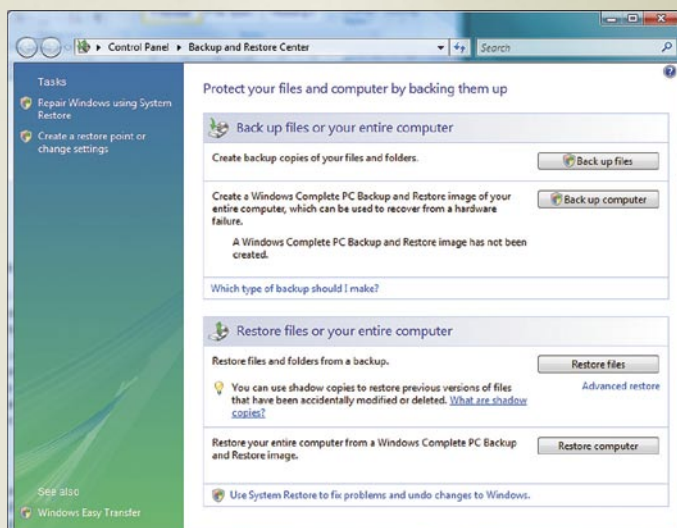 Control Panel
Backup and Restore Center
Search
Tasks
Repair Windows using System
Restore
Create a restore point or
change settings
See also
Windows Easy Transfer
Protect your files and computer by backing them up
Back up files or your entire computer
Create backup copies of your files and folders.
Back up files
Create a Windows Complete PC Backup and Restore image of your
entire computer, which can be used to recover from a hardware
failure.
Back up computer
A Windows Complete PC Backup and Restore image has not been
created.
Which type of backup should I make?
Restore files or your entire computer
Restore files and folders from a backup.
Restore files
You can use shadow copies to restore previous versions of files
that have been accidentally modified or deleted. What are shadow
copies?
Advanced restore
Restore your entire computer from a Windows Complete PC Backup
and Restore image.
Restore computer
Use System Restore to fix problems and undo changes to Windows.